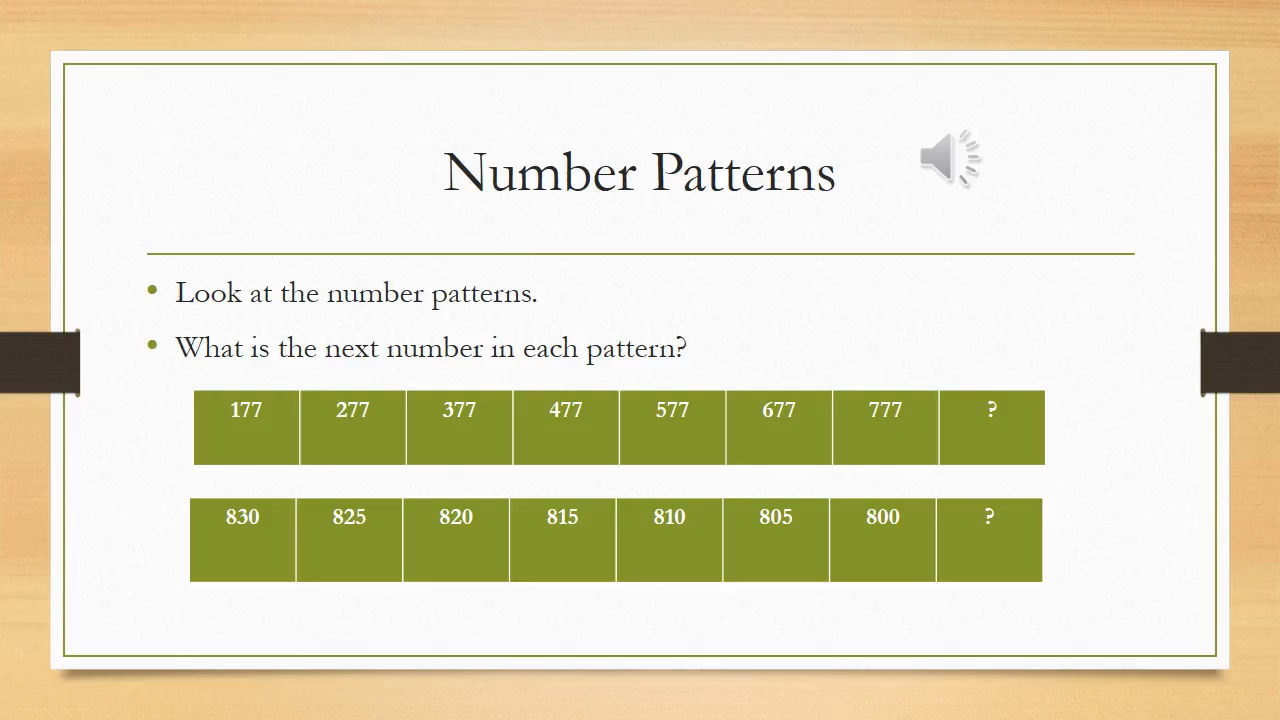 Number Patterns
• Look at the number patterns.
• What is the next number in each pattern?
177 277 377 477 577 677 777 ?
830 825 820 815 810 805 800 ?